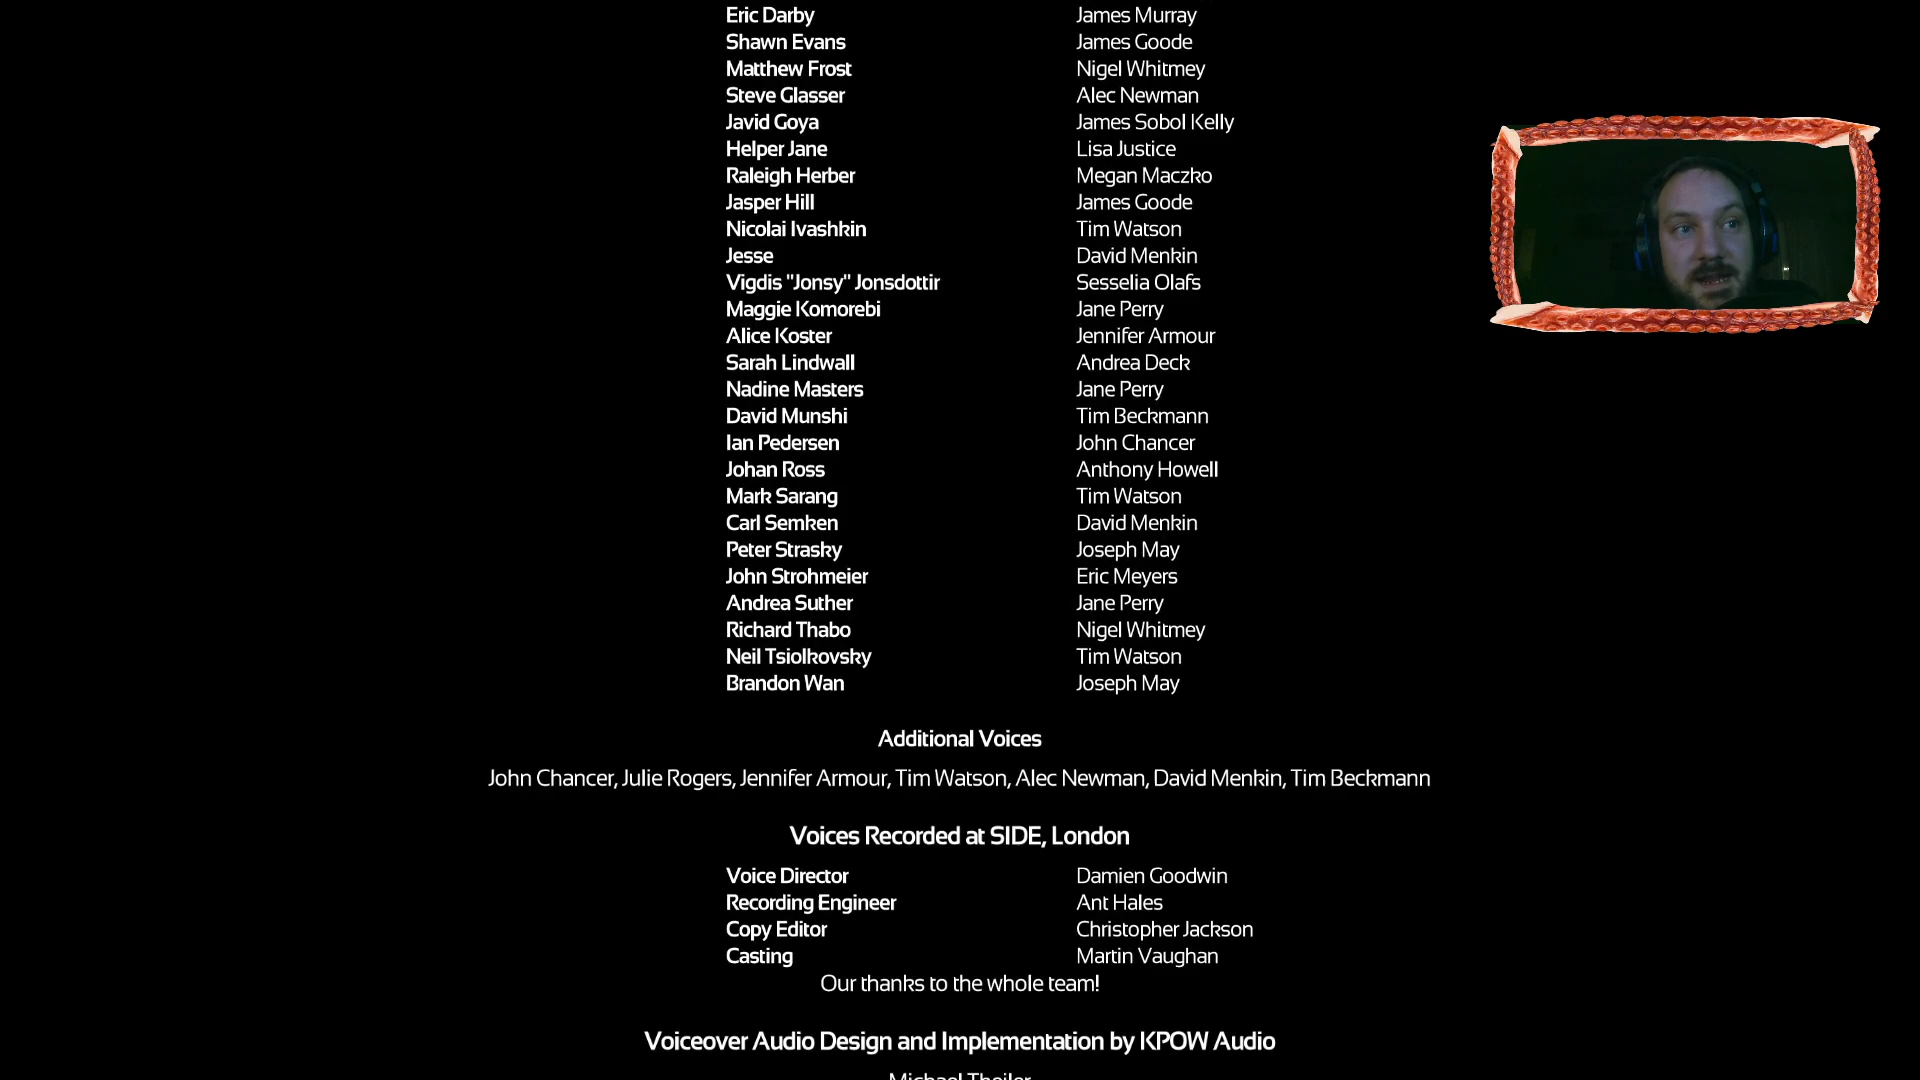 Eric Darby James Murray
Shawn Evans James Goode
Matthew Frost Nigel Whitmey
Steve Glasser Alec Newman
Javid Goya James Sobol Kelly
Helper Jane Lisa Justice
Raleigh Herber Megan Maczko
Jasper Hill James Goode
Nicolai Ivashkin Tim Watson
Jesse David Menkin
Vigdis "Jonsy" Jonsdottir Sesselia Olafs
Maggie Komorebi Jane Perry
Alice Koster Jennifer Armour
Sarah Lindwall Andrea Deck
Nadine Masters Jane Perry
David Munshi Tim Beckmann
Ian Pedersen John Chancer
Johan Ross Anthony Howell
Mark Sarang Tim Watson
Carl Semken David Menkin
Peter Strasky Joseph May
John Strohmeier Eric Meyers
Andrea Suther Jane Perry
Richard Thabo Nigel Whitmey
Neil Tsiolkovsky Tim Watson
Brandon Wan Joseph May
Additional Voices
John Chancer, Julie Rogers, Jennifer Armour, Tim Watson, Alec Newman, David Menkin, Tim Beckmann
Voices Recorded at SIDE, London
Voice Director Damien Goodwin
Recording Engineer Ant Hales
Copy Editor Christopher Jackson
Casting Martin Vaughan
Our thanks to the whole team!
Voiceover Audio Design and Implementation by KPOW Audio
Michael Theiler